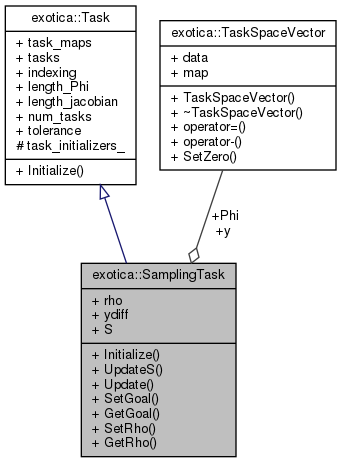 exotica::Task
+ task_maps
+ tasks
+ indexing
+ length_Phi
+ length_jacobian
+ num_tasks
+ tolerance
# task_initializers_
+ Initialize()
exotica::TaskSpaceVector
+ data
+ map
+ TaskSpaceVector()
+ ~TaskSpaceVector()
+ operator=()
+ operator-()
+ SetZero()
+Phi
+y
exotica::SamplingTask
+ rho
+ ydiff
+ S
+ Initialize()
+ UpdateS()
+ Update()
+ SetGoal()
+ GetGoal()
+ SetRho()
+ GetRho()